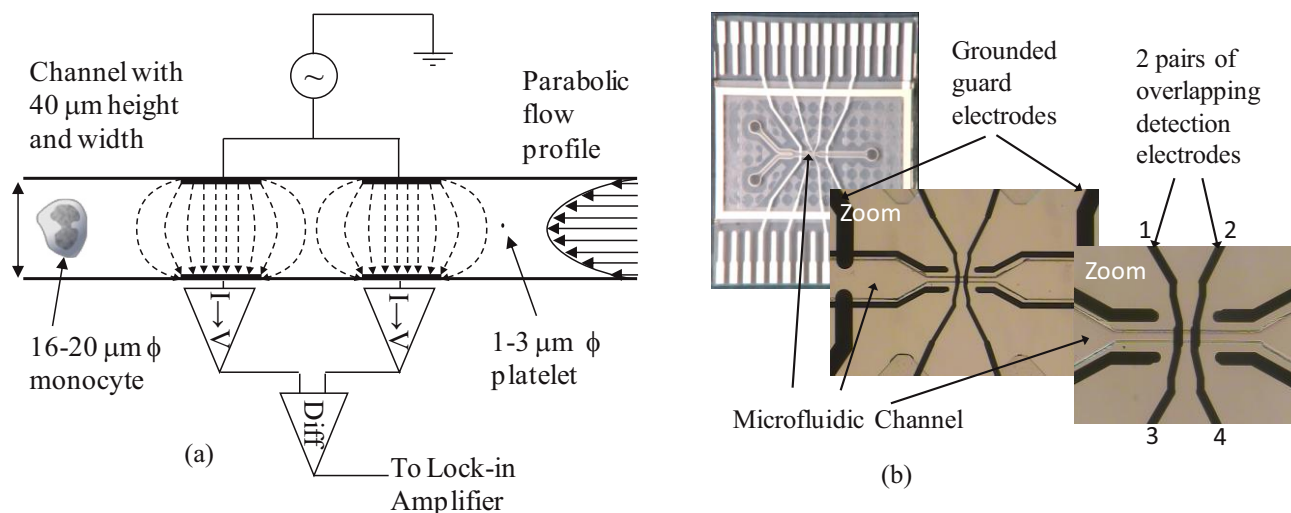 Channel with
40 μm height
and width
~
Parabolic
flow
profile
I→V
I→V
16-20 μm ϕ
monocyte
1-3 μm ϕ
platelet
Diff
To Lock-in
Amplifier
(a)
Grounded
guard
electrodes
2 pairs of
overlapping
detection
electrodes
Zoom
Zoom
1
2
3
4
Microfluidic Channel
(b)